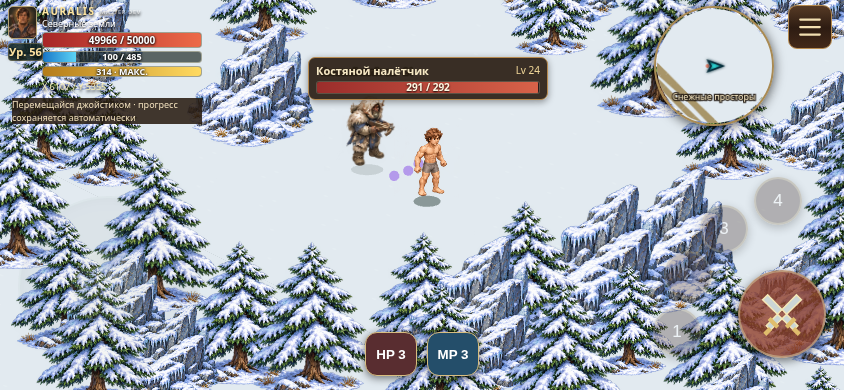 AURALIS
Северные земли
49966 / 50000
Ур. 56
100 / 485
314 · МАКС.
Перемещайся джойстиком · прогресс
сохраняется автоматически
Костяной налётчик
Lv 24
291 / 292
Снежные просторы
4
3
1
HP 3
MP 3